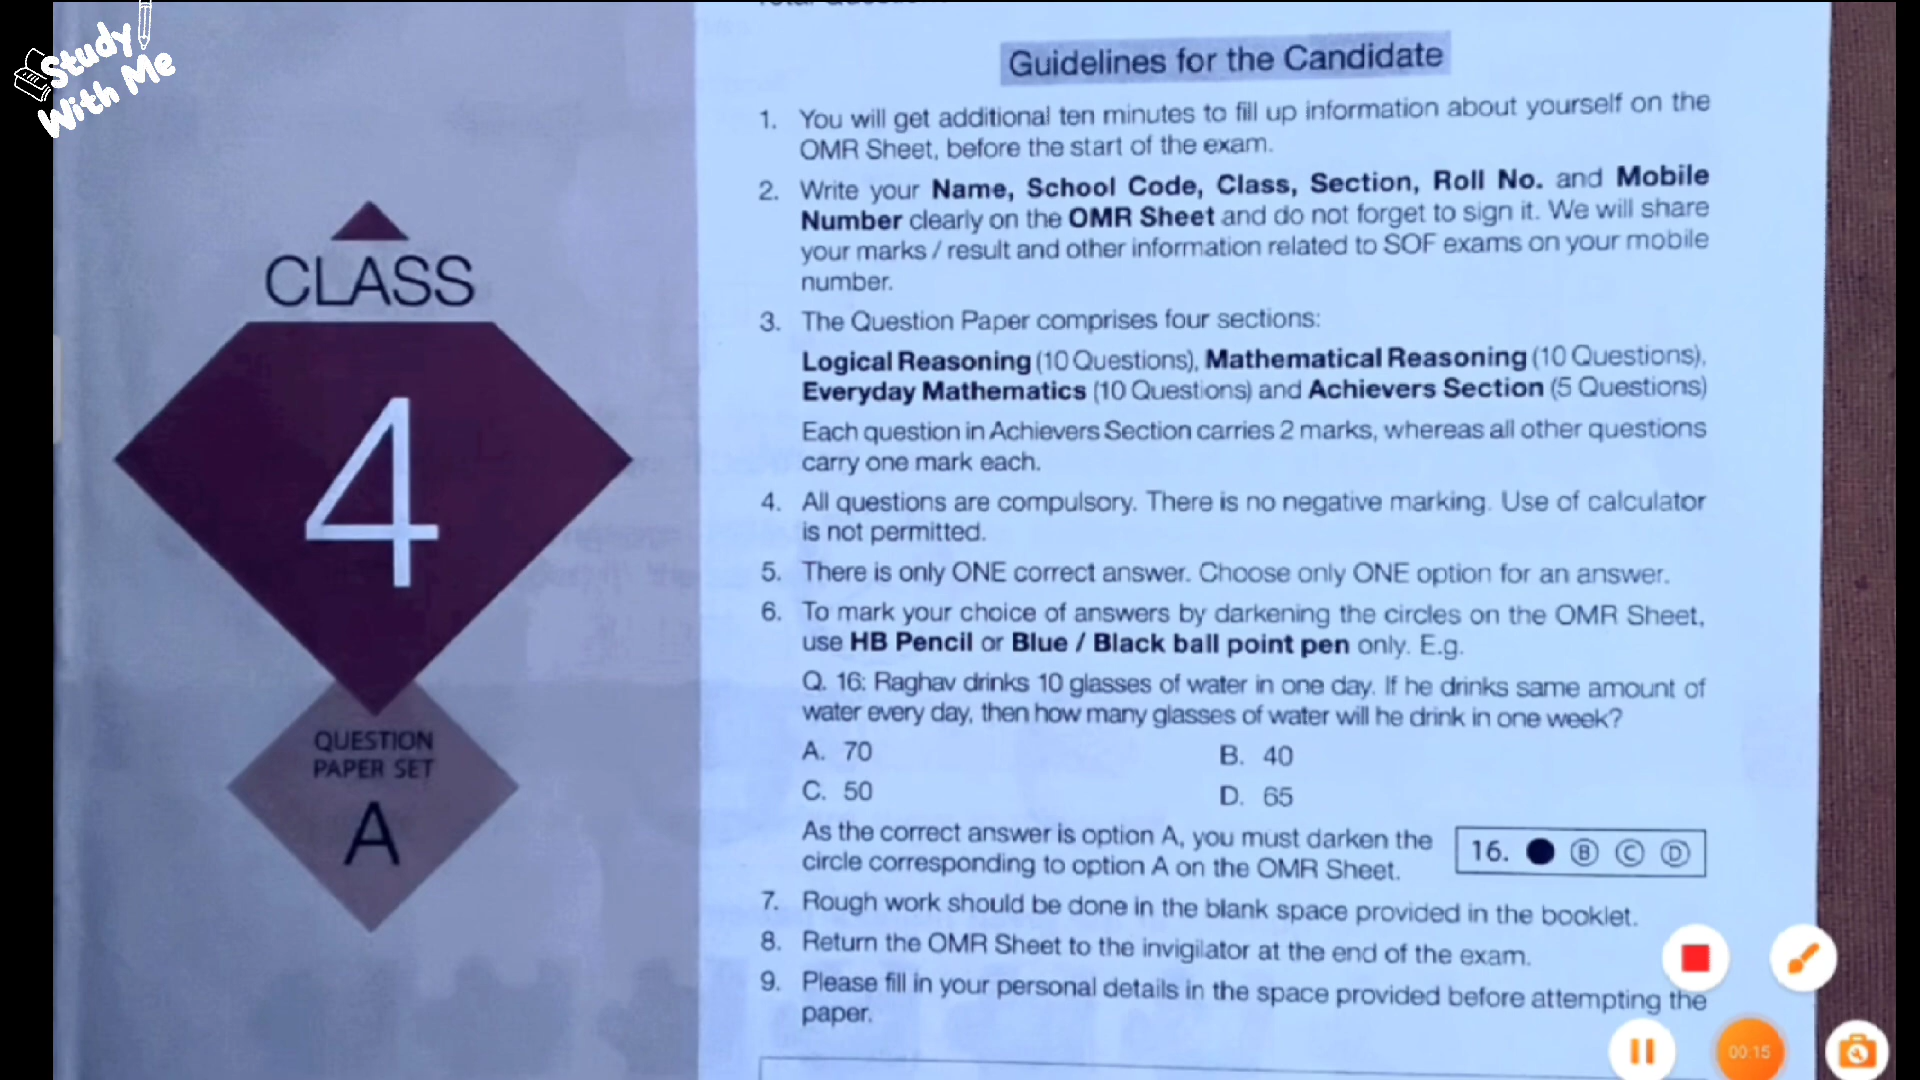 Study
With Me
Guidelines for the Candidate
1. You will get additional ten minutes to fill up information about yourself on the
OMR Sheet, before the start of the exam.
2. Write your Name, School Code, Class, Section, Roll No. and Mobile
Number clearly on the OMR Sheet and do not forget to sign it. We will share
your marks / result and other information related to SOF exams on your mobile
number.
3. The Question Paper comprises four sections:
Logical Reasoning (10 Questions), Mathematical Reasoning (10 Questions),
Everyday Mathematics (10 Questions) and Achievers Section (5 Questions)
Each question in Achievers Section carries 2 marks, whereas all other questions
carry one mark each.
4. All questions are compulsory. There is no negative marking. Use of calculator
is not permitted.
5. There is only ONE correct answer. Choose only ONE option for an answer.
6. To mark your choice of answers by darkening the circles on the OMR Sheet,
use HB Pencil or Blue / Black ball point pen only. E.g.
Q. 16: Raghav drinks 10 glasses of water in one day. If he drinks same amount of
water every day, then how many glasses of water will he drink in one week?
A. 70 B. 40
C. 50 D. 65
As the correct answer is option A, you must darken the
circle corresponding to option A on the OMR Sheet.
16. B C D
7. Rough work should be done in the blank space provided in the booklet.
8. Return the OMR Sheet to the invigilator at the end of the exam.
9. Please fill in your personal details in the space provided before attempting the
paper.
CLASS
4
QUESTION
PAPER SET
A
00:15